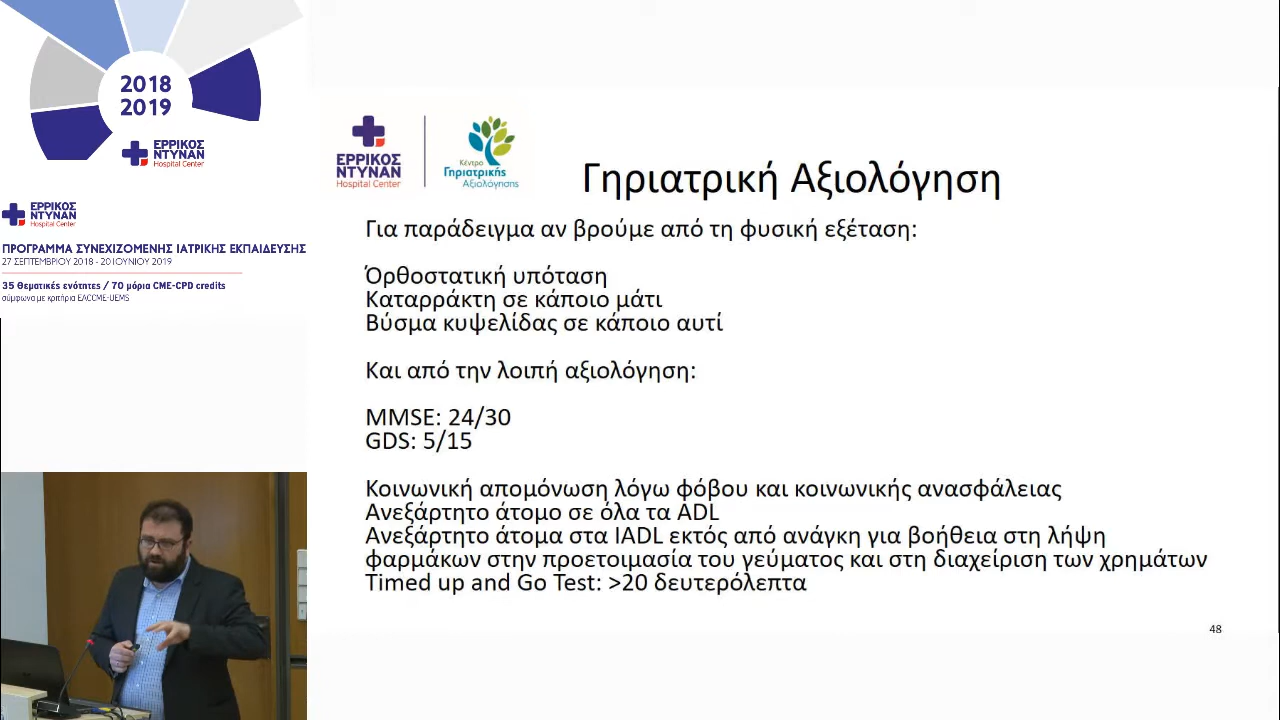 2018
2019
ΕΡΡΙΚΟΣ
ΝΤΥΝΑΝ
Hospital Center
ΕΡΡΙΚΟΣ
ΝΤΥΝΑΝ
Hospital Center
ΠΡΟΓΡΑΜΜΑ ΣΥΝΕΧΙΖΟΜΕΝΗΣ ΙΑΤΡΙΚΗΣ ΕΚΠΑΙΔΕΥΣΗΣ
27 ΣΕΠΤΕΜΒΡΙΟΥ 2018 - 20 ΙΟΥΝΙΟΥ 2019
35 Θεματικές ενότητες / 70 μόρια CME-CPD credits
σύμφωνα με κριτήρια EACCME-UEMS
ΕΡΡΙΚΟΣ
ΝΤΥΝΑΝ
Hospital Center
Κέντρο
Γηριατρικής
Αξιολόγησης
Γηριατρική Αξιολόγηση
Για παράδειγμα αν βρούμε από τη φυσική εξέταση:
Όρθοστατική υπόταση
Καταρράκτη σε κάποιο μάτι
Βύσμα κυψελίδας σε κάποιο αυτί
Και από την λοιπή αξιολόγηση:
MMSE: 24/30
GDS: 5/15
Κοινωνική απομόνωση λόγω φόβου και κοινωνικής ανασφάλειας
Ανεξάρτητο άτομο σε όλα τα ADL
Ανεξάρτητο άτομα στα IADL εκτός από ανάγκη για βοήθεια στη λήψη
φαρμάκων στην προετοιμασία του γεύματος και στη διαχείριση των χρημάτων
Timed up and Go Test: >20 δευτερόλεπτα
48